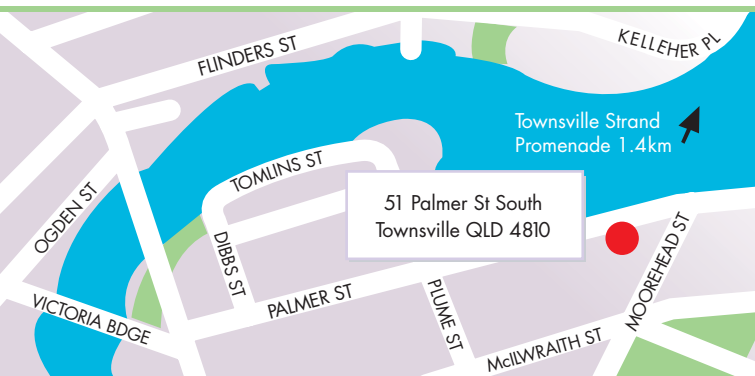 FLINDERS ST
KELLEHER PL
Townsville Strand
Promenade 1.4km
TOMLINS ST
51 Palmer St South
Townsville QLD 4810
OGDEN ST
DIBBS ST
MOOREHEAD ST
PALMER ST
PLUME ST
VICTORIA BDGE
McILWRAITH ST